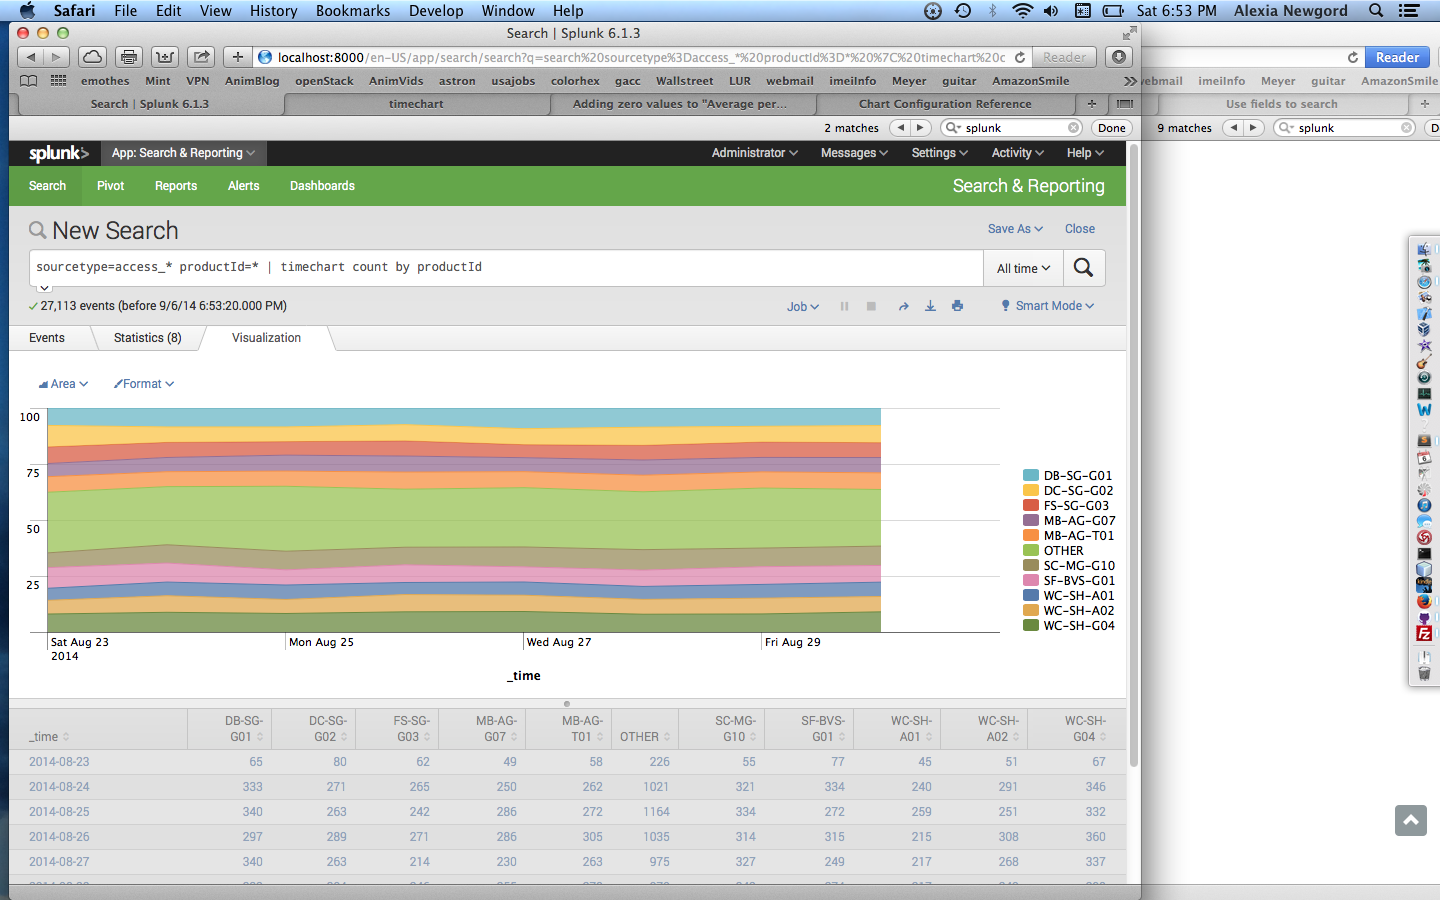 Safari File Edit View History Bookmarks Develop Window Help Sat 6:53 PM Alexia Newgord
Search | Splunk 6.1.3
localhost:8000/en-US/app/search/search?q=search%20sourcetype%3Daccess_*%20productId%3D*%20%7C%20timechart%20c Reader Reader
emothes Mint VPN AnimBlog openStack AnimVids astron usajobs colorhex gacc Wallstreet LUR webmail imeiInfo Meyer guitar AmazonSmile »
ebmail imeiInfo Meyer guitar AmazonSmile
Search | Splunk 6.1.3 timechart Adding zero values to "Average per... Chart Configuration Reference + Use fields to search +
2 matches splunk Done 9 matches splunk D
splunk> App: Search & Reporting Administrator Messages Settings Activity Help
Search Pivot Reports Alerts Dashboards Search & Reporting
New Search Save As Close
sourcetype=access_* productId=* | timechart count by productId All time
27,113 events (before 9/6/14 6:53:20.000 PM) Job Smart Mode
Events Statistics (8) Visualization
Area Format
100
75
50
25
DB-SG-G01
DC-SG-G02
FS-SG-G03
MB-AG-G07
MB-AG-T01
OTHER
SC-MG-G10
SF-BVS-G01
WC-SH-A01
WC-SH-A02
WC-SH-G04
Sat Aug 23 Mon Aug 25 Wed Aug 27 Fri Aug 29
2014
_time
DB-SG- DC-SG- FS-SG- MB-AG- MB-AG- SC-MG- SF-BVS- WC-SH- WC-SH- WC-SH-
_time G01 G02 G03 G07 T01 OTHER G10 G01 A01 A02 G04
2014-08-23 65 80 62 49 58 226 55 77 45 51 67
2014-08-24 333 271 265 250 262 1021 321 334 240 291 346
2014-08-25 340 263 242 286 272 1164 334 272 259 251 332
2014-08-26 297 289 271 286 305 1035 314 315 215 308 360
2014-08-27 340 263 214 230 263 975 327 249 217 268 337